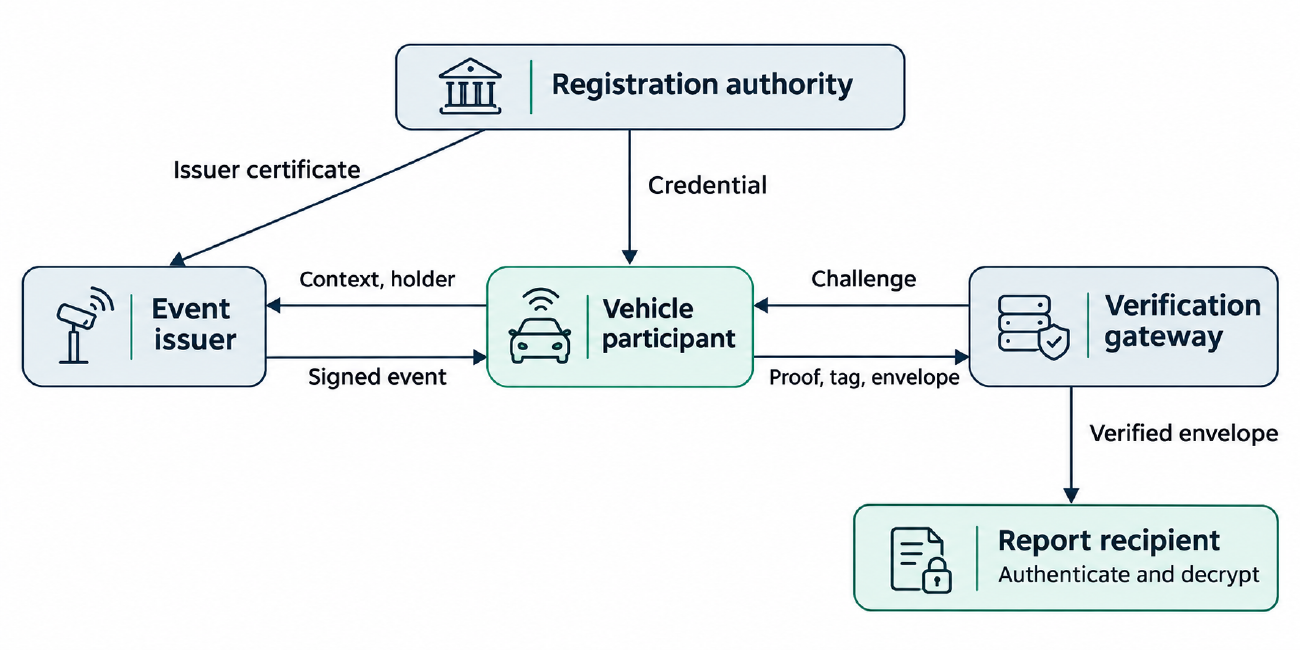 Registration authority
Issuer certificate
Credential
Context, holder
Challenge
Event
issuer
Vehicle
participant
Verification
gateway
Signed event
Proof, tag, envelope
Verified envelope
Report recipient
Authenticate and decrypt